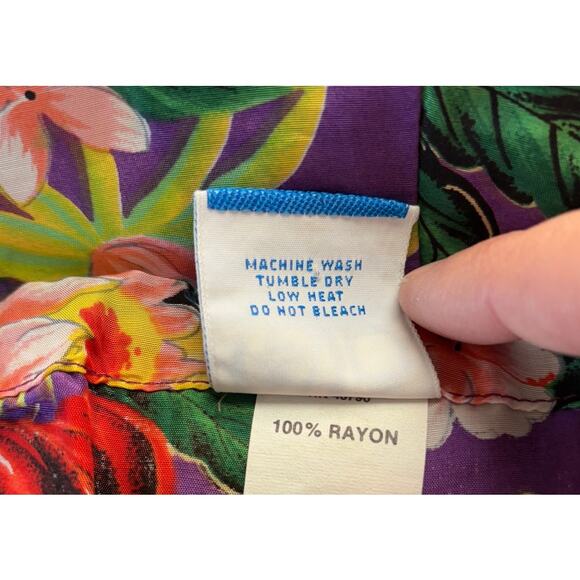 MACHINE WASH
TUMBLE DRY
LOW HEAT
DO NOT BLEACH
100% RAYON